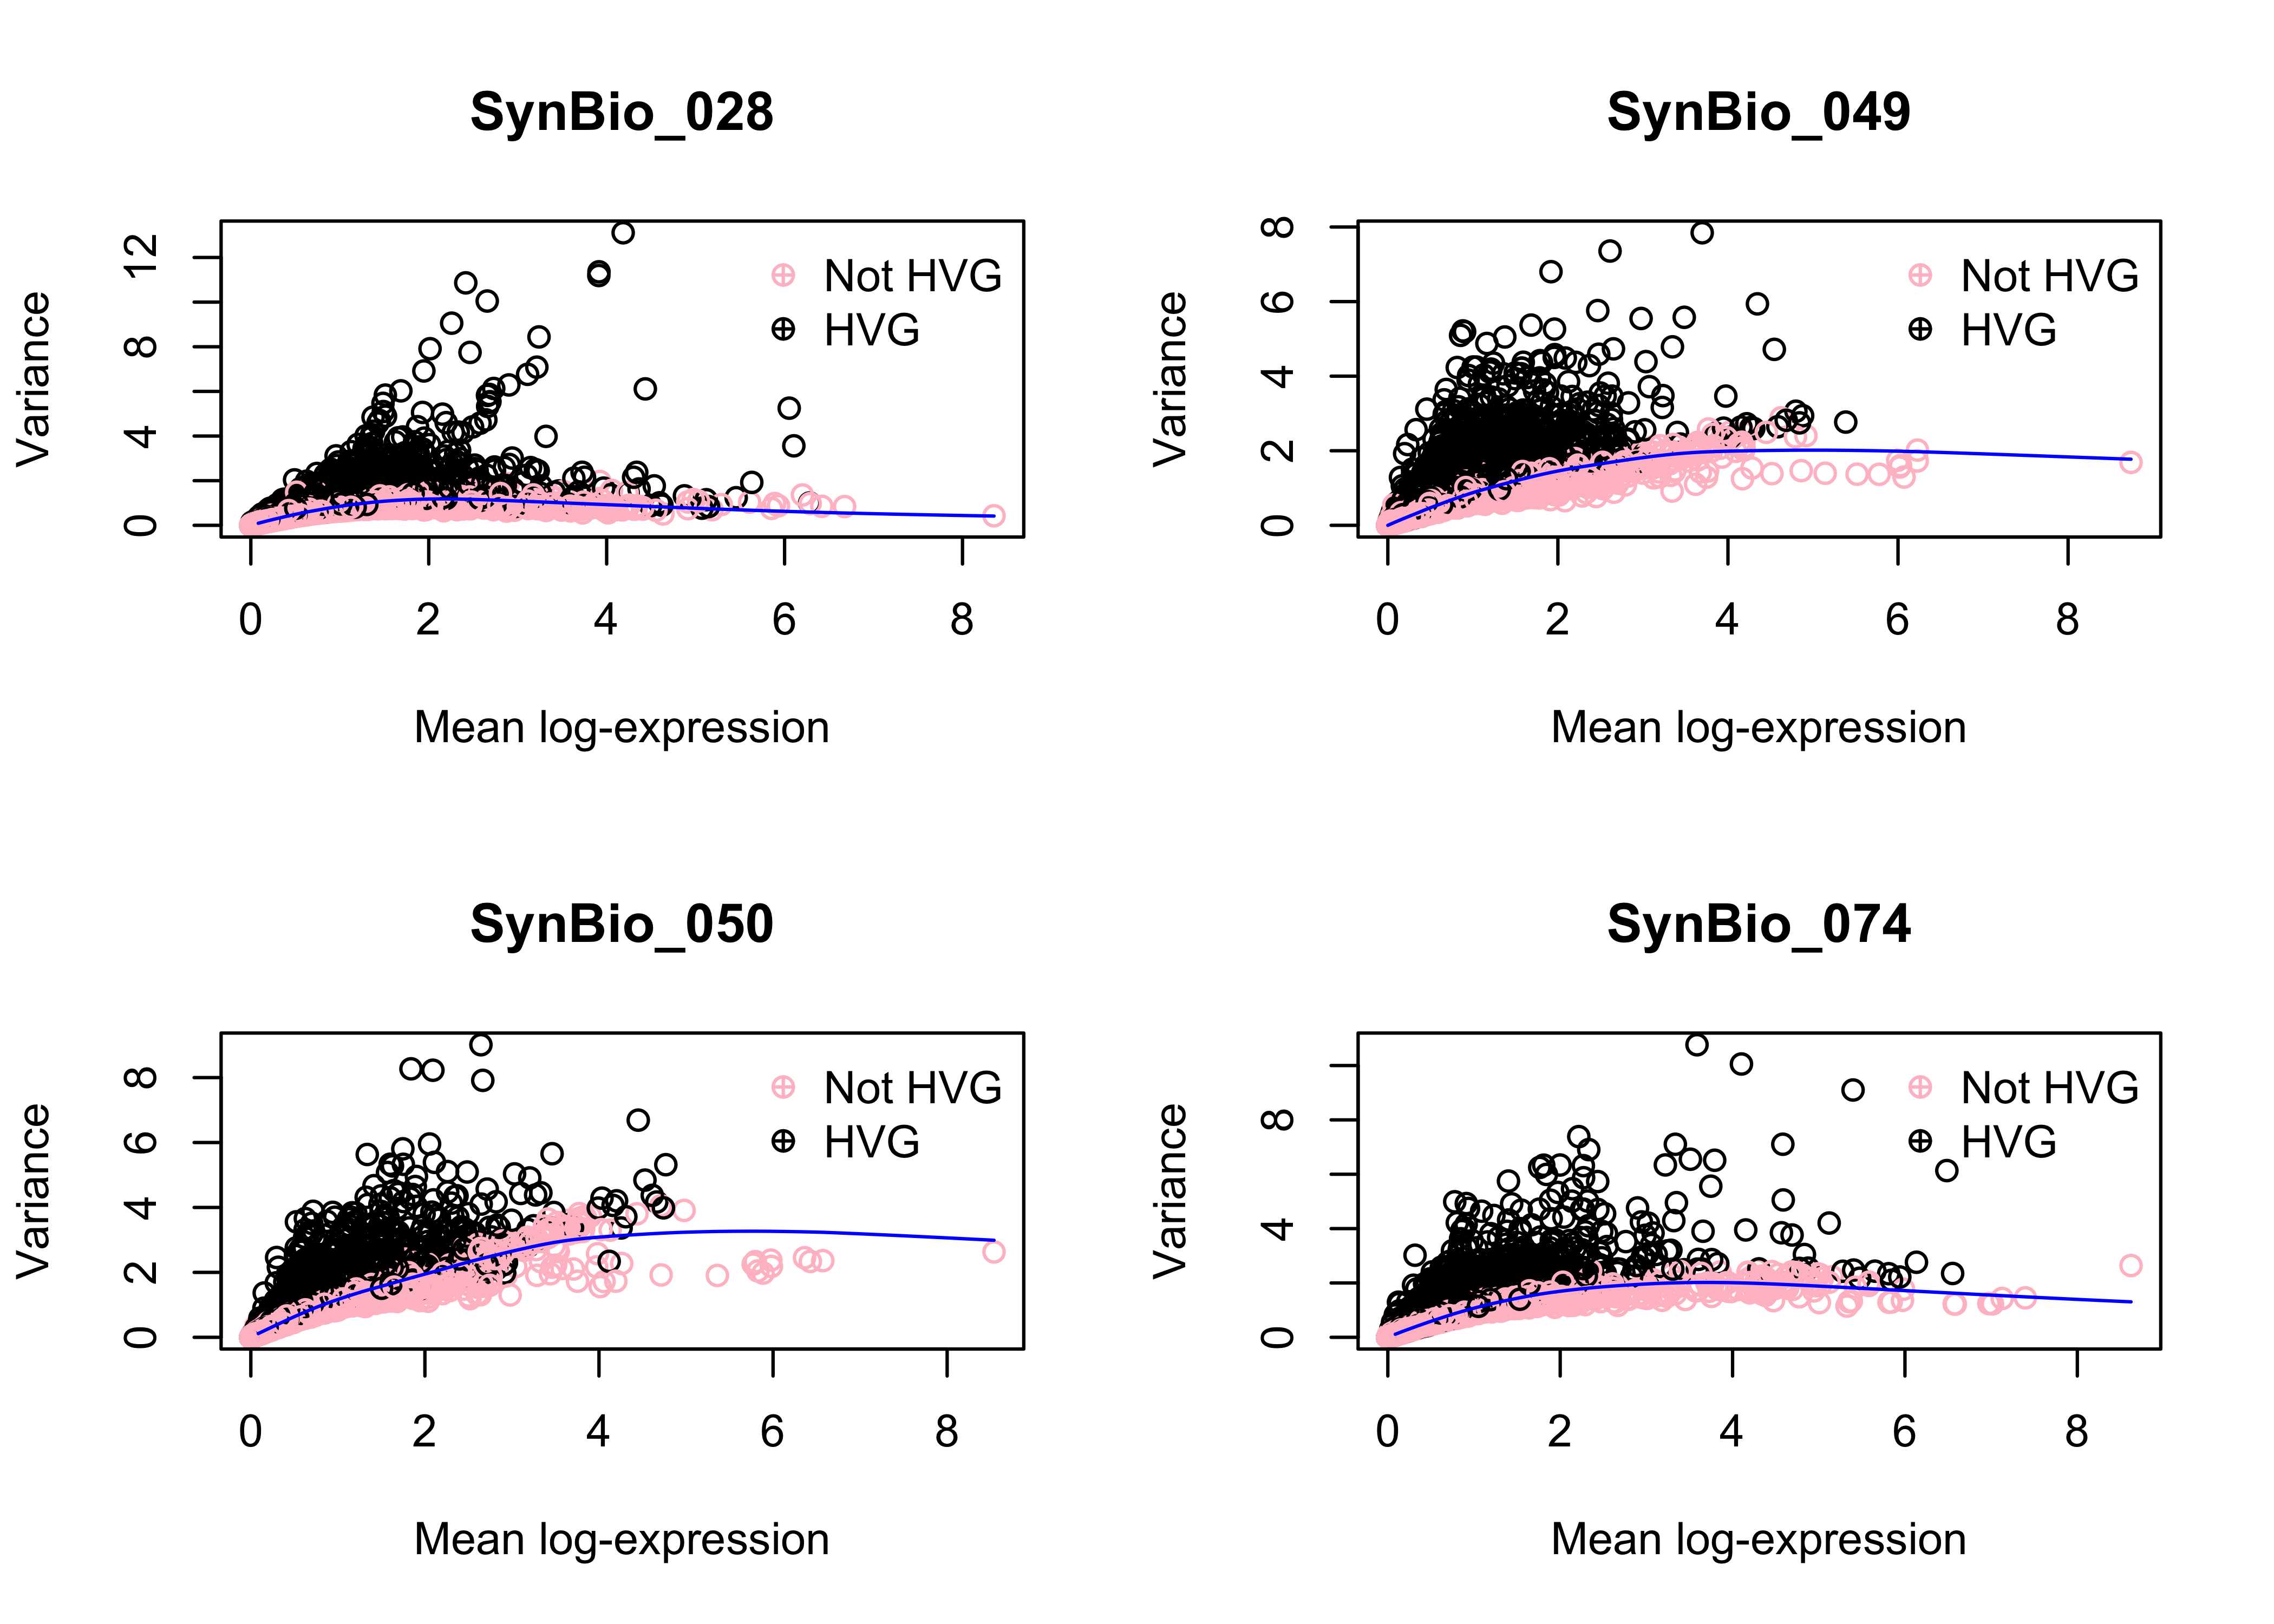 SynBio_028
Variance
12
8
4
0
Not HVG
HVG
0 2 4 6 8
Mean log-expression
SynBio_049
Variance
8
6
4
2
0
Not HVG
HVG
0 2 4 6 8
Mean log-expression
SynBio_050
Variance
8
6
4
2
0
Not HVG
HVG
0 2 4 6 8
Mean log-expression
SynBio_074
Variance
8
4
0
Not HVG
HVG
0 2 4 6 8
Mean log-expression